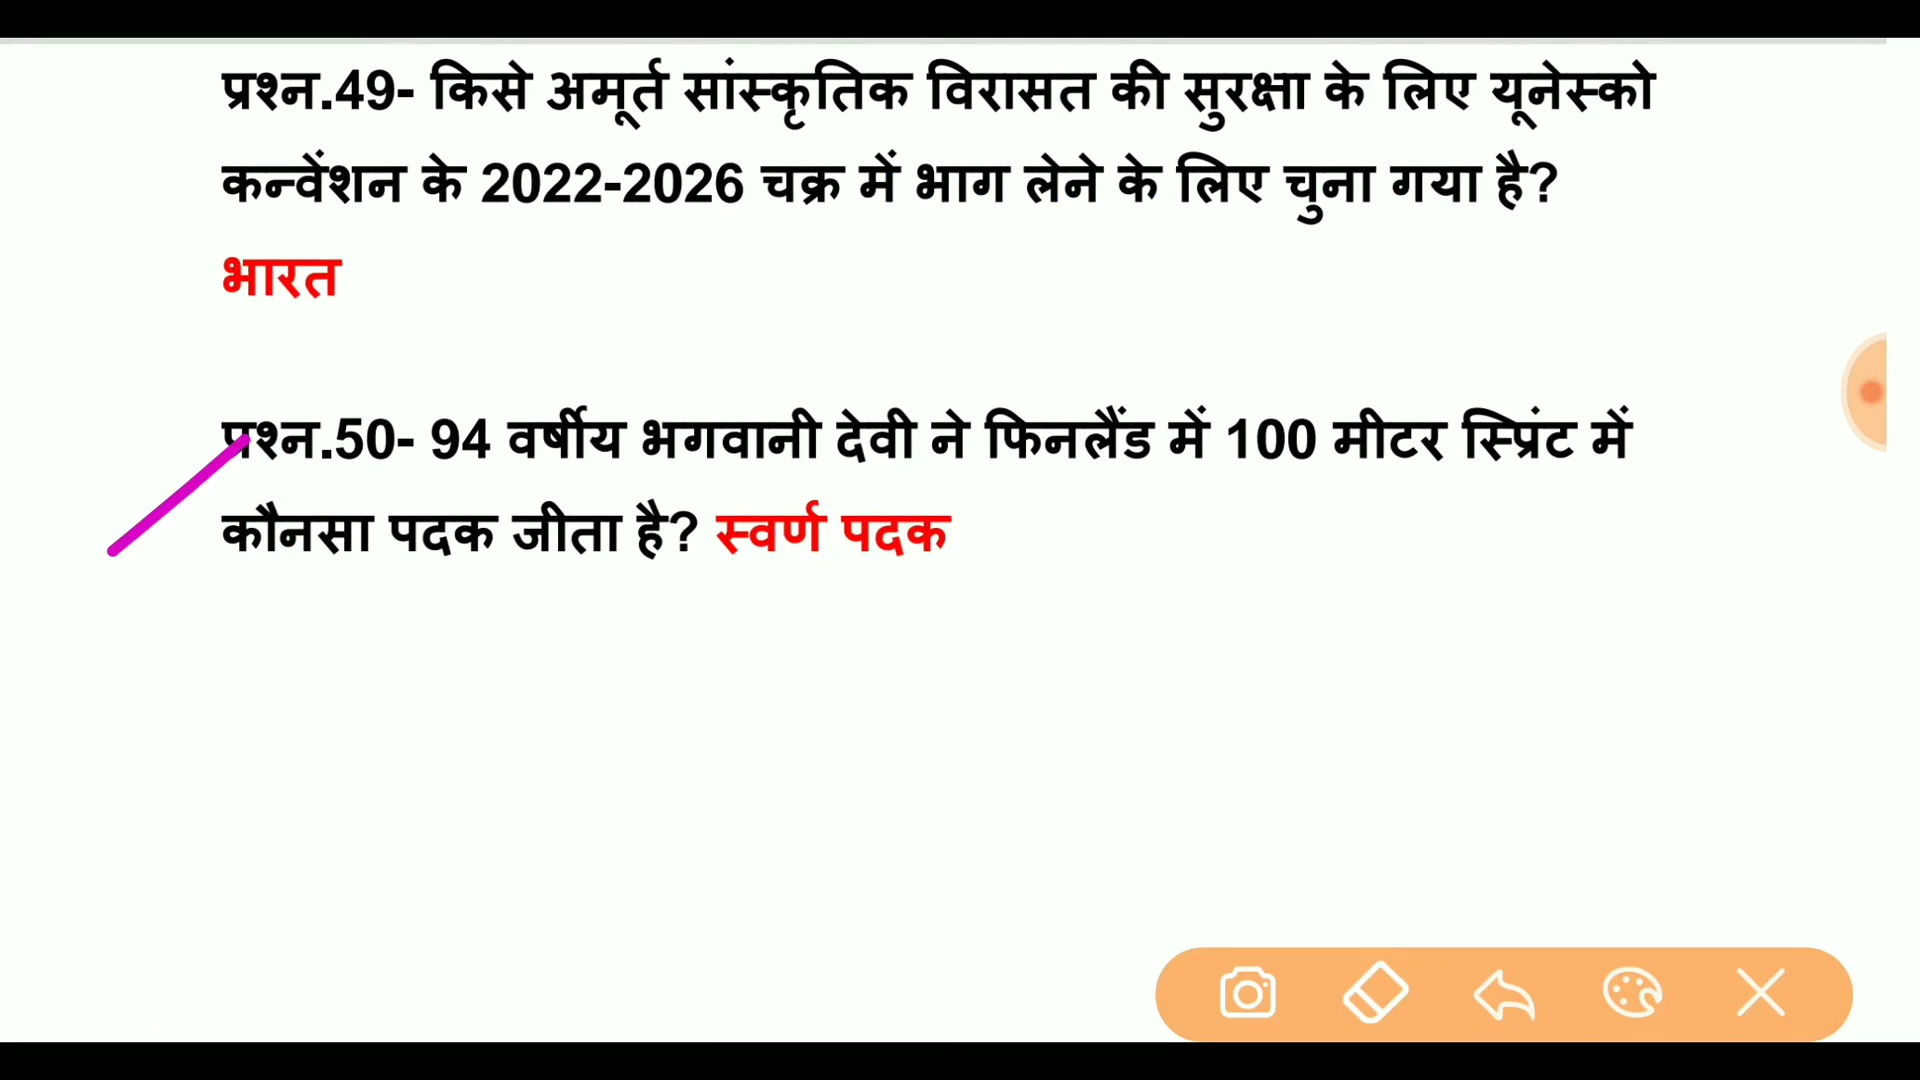 प्रश्न.49- किसे अमूर्त सांस्कृतिक विरासत की सुरक्षा के लिए यूनेस्को
कन्वेंशन के 2022-2026 चक्र में भाग लेने के लिए चुना गया है?
भारत
प्रश्न.50- 94 वर्षीय भगवानी देवी ने फिनलैंड में 100 मीटर स्प्रिंट में
कौनसा पदक जीता है? स्वर्ण पदक